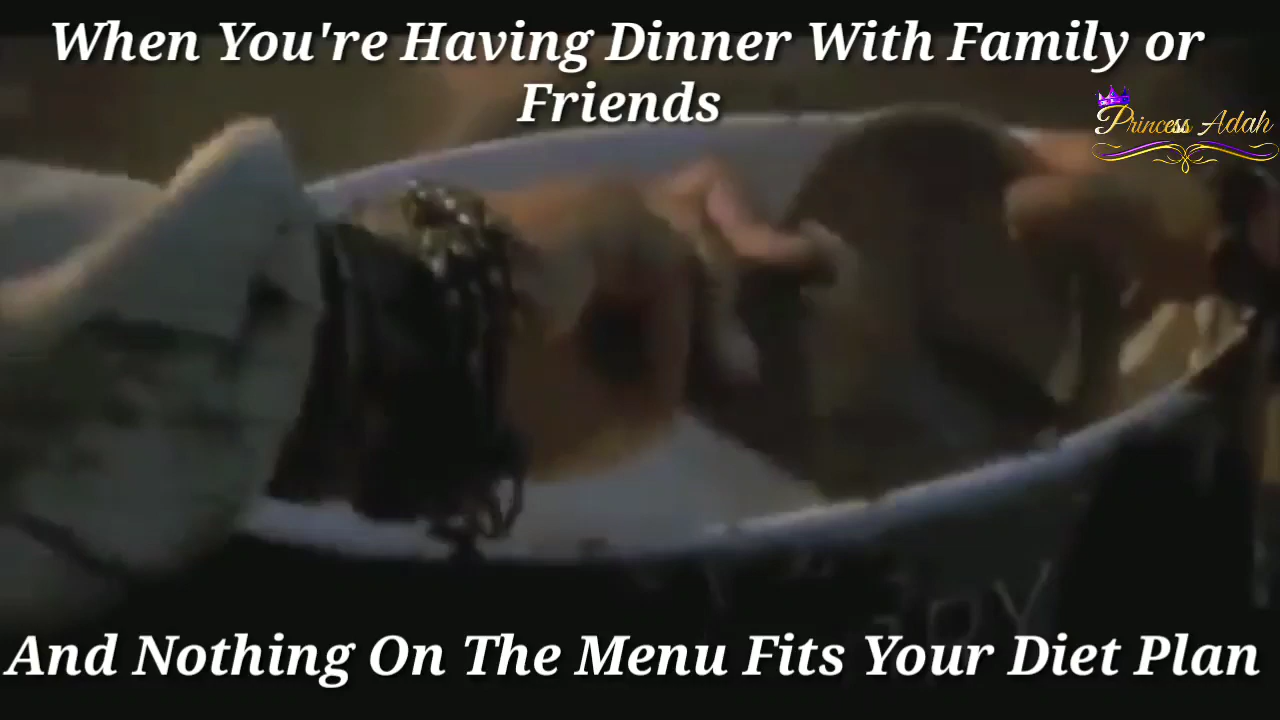 When You're Having Dinner With Family or
Friends
Princess Adah
And Nothing On The Menu Fits Your Diet Plan